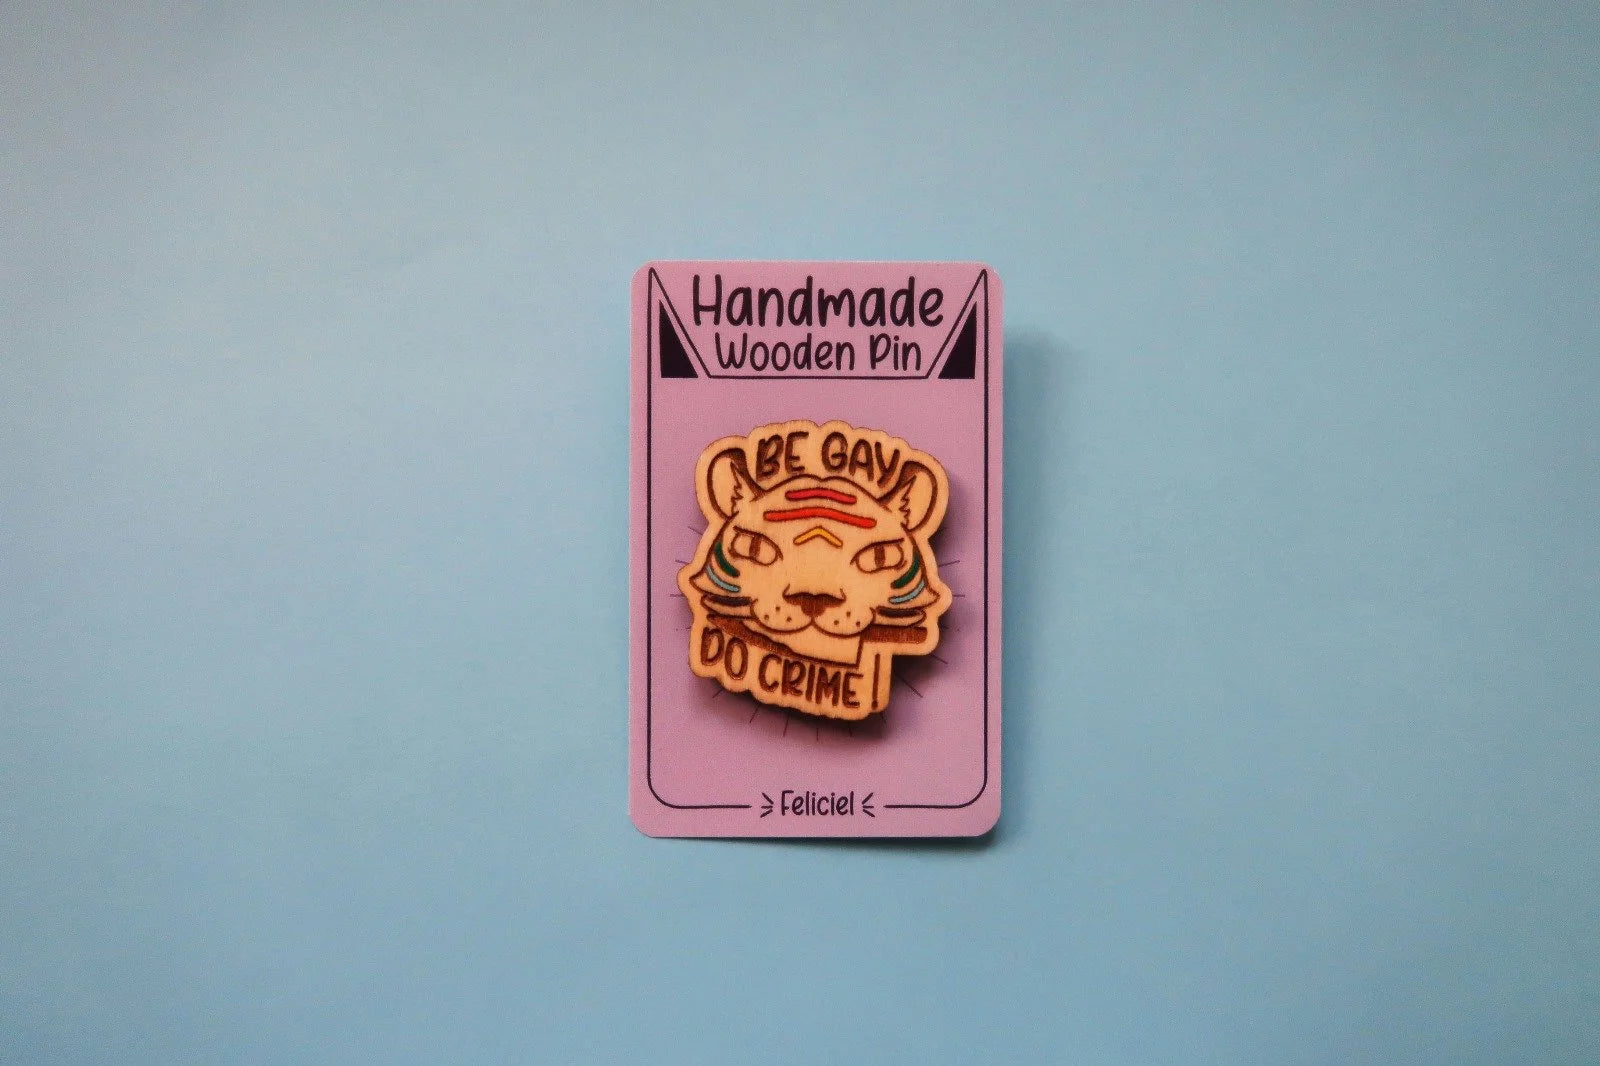 Handmade
Wooden Pin
BE GAY
DO CRIME!
Feliciel